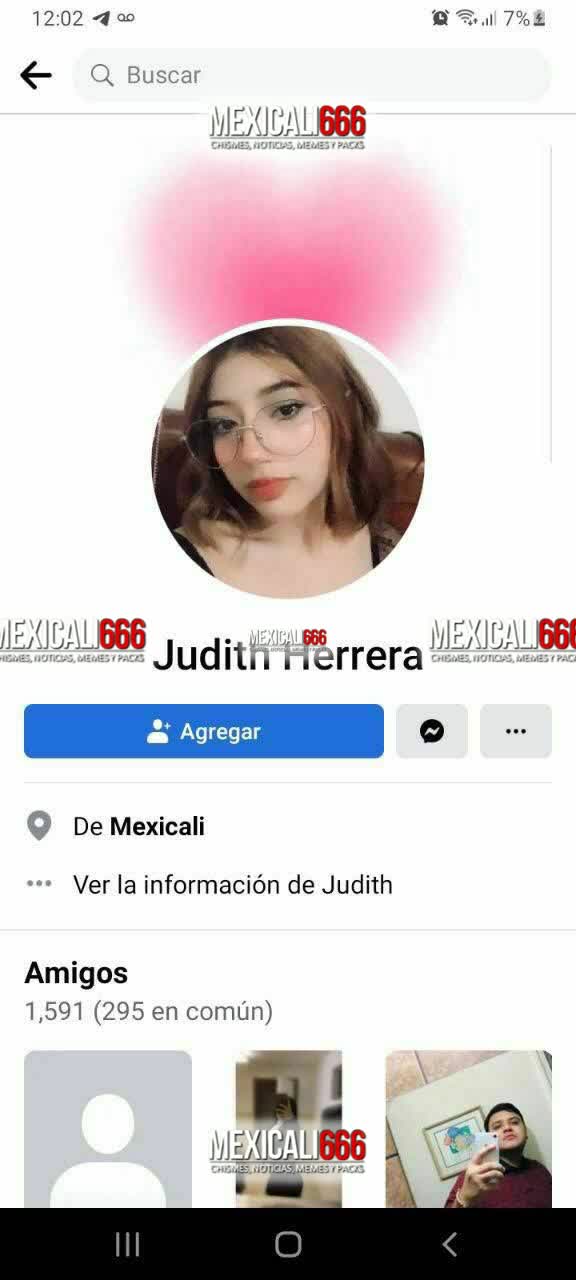 12:02
7%
Buscar
MEXICALI666
CHISMES, NOTICIAS, MEMES Y PACKS
MEXICALI666
CHISMES, NOTICIAS, MEMES Y PACKS
MEXICALI666
MEXICALI666
CHISMES, NOTICIAS, MEMES Y PACKS
Judith Herrera
Agregar
De Mexicali
Ver la información de Judith
Amigos
1,591 (295 en común)
MEXICALI666
CHISMES, NOTICIAS, MEMES Y PACKS